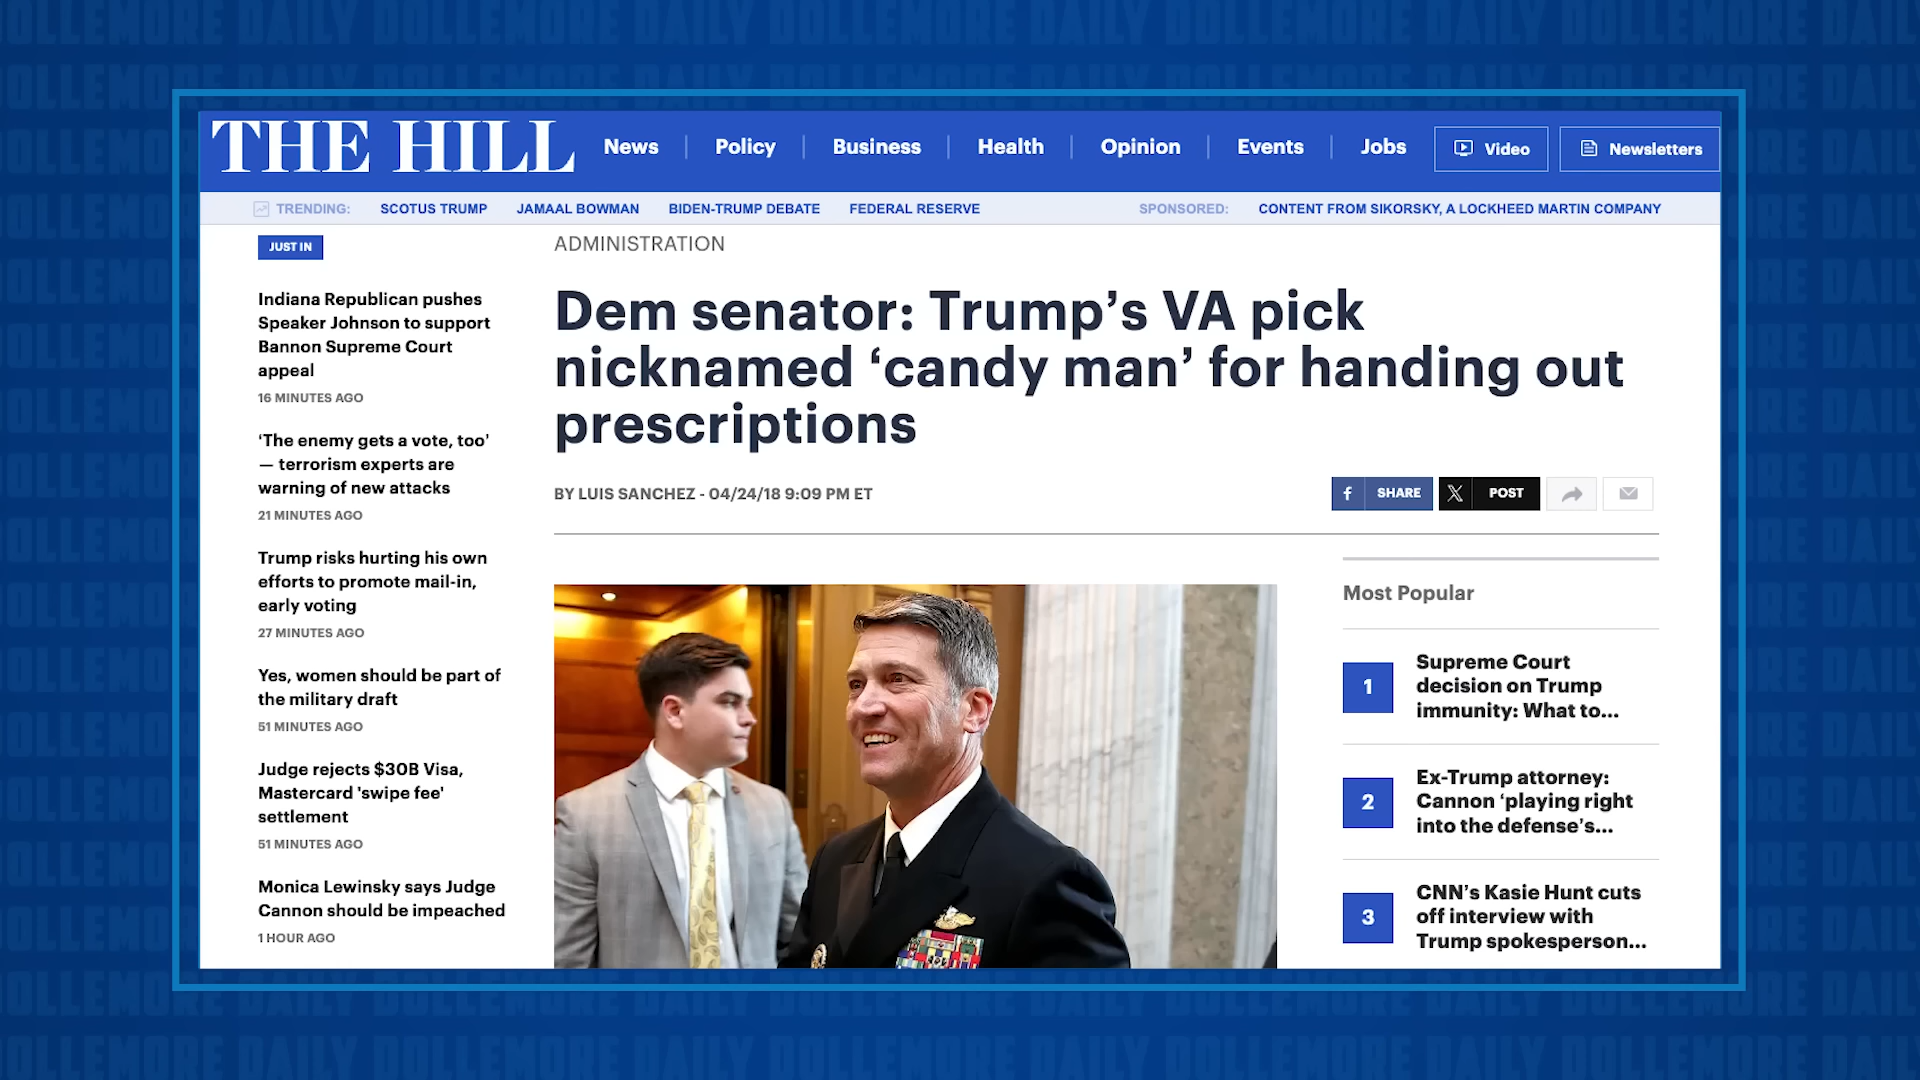 THE HILL
News
Policy
Business
Health
Opinion
Events
Jobs
Video
Newsletters
TRENDING:
SCOTUS TRUMP
JAMAAL BOWMAN
BIDEN-TRUMP DEBATE
FEDERAL RESERVE
SPONSORED:
CONTENT FROM SIKORSKY, A LOCKHEED MARTIN COMPANY
JUST IN
Indiana Republican pushes
Speaker Johnson to support
Bannon Supreme Court
appeal
16 MINUTES AGO
‘The enemy gets a vote, too’
— terrorism experts are
warning of new attacks
21 MINUTES AGO
Trump risks hurting his own
efforts to promote mail-in,
early voting
27 MINUTES AGO
Yes, women should be part of
the military draft
51 MINUTES AGO
Judge rejects $30B Visa,
Mastercard 'swipe fee'
settlement
51 MINUTES AGO
Monica Lewinsky says Judge
Cannon should be impeached
1 HOUR AGO
ADMINISTRATION
Dem senator: Trump’s VA pick
nicknamed ‘candy man’ for handing out
prescriptions
BY LUIS SANCHEZ - 04/24/18 9:09 PM ET
SHARE
POST
Most Popular
1
Supreme Court
decision on Trump
immunity: What to...
2
Ex-Trump attorney:
Cannon ‘playing right
into the defense’s...
3
CNN’s Kasie Hunt cuts
off interview with
Trump spokesperson...
DOLLEMORE DAILY